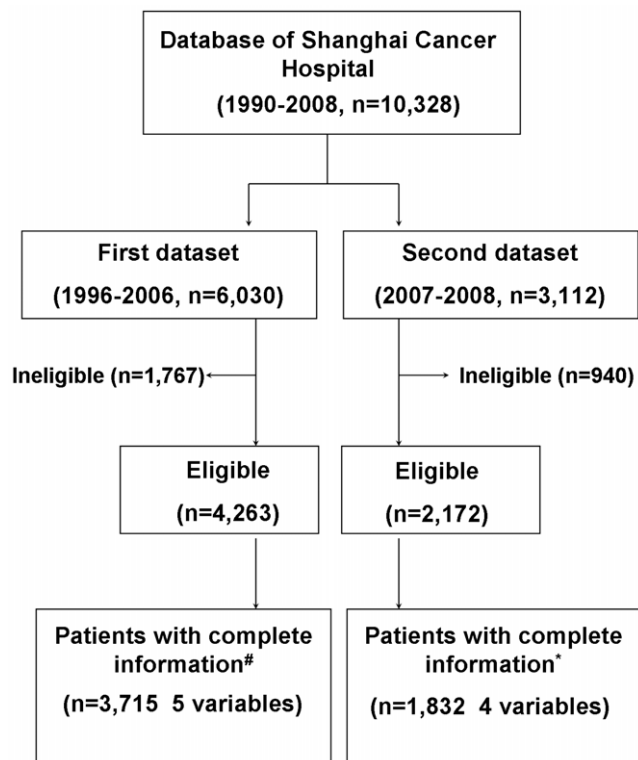 Database of Shanghai Cancer
Hospital
(1990-2008, n=10,328)
First dataset
(1996-2006, n=6,030)
Second dataset
(2007-2008, n=3,112)
Ineligible (n=1,767)
Ineligible (n=940)
Eligible
(n=4,263)
Eligible
(n=2,172)
Patients with complete
information#
(n=3,715 5 variables)
Patients with complete
information*
(n=1,832 4 variables)